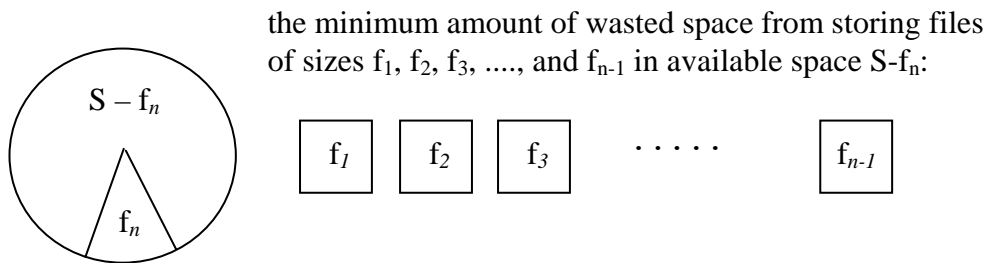 the minimum amount of wasted space from storing files
of sizes f₁, f₂, f₃, ...., and fₙ₋₁ in available space S-fₙ:
S – fₙ
f₁ f₂ f₃ . . . . . fₙ₋₁
fₙ